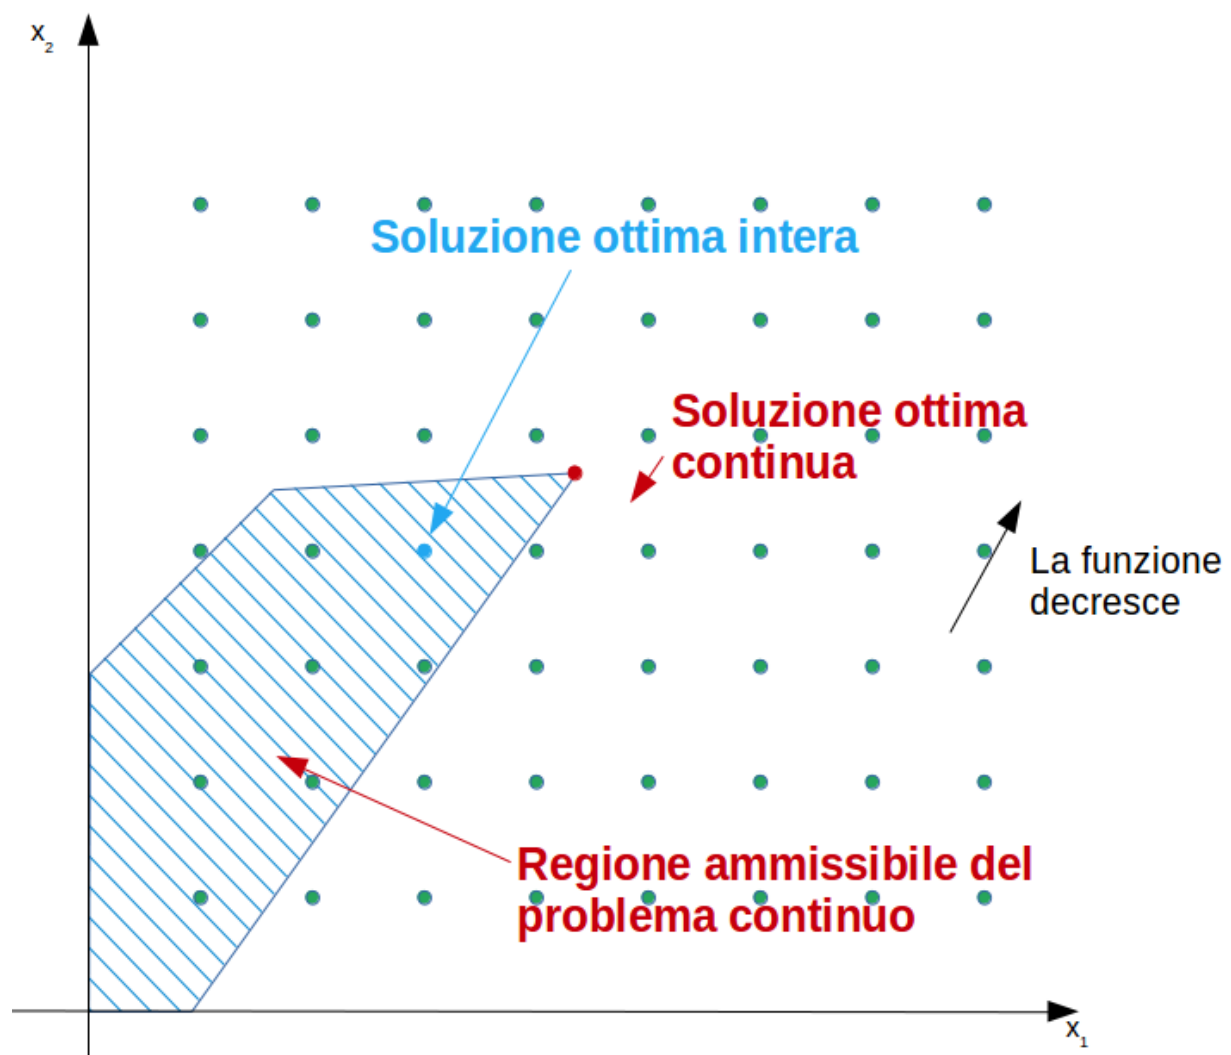 x2
Soluzione ottima intera
Soluzione ottima
continua
La funzione
decresce
Regione ammissibile del
problema continuo
x1